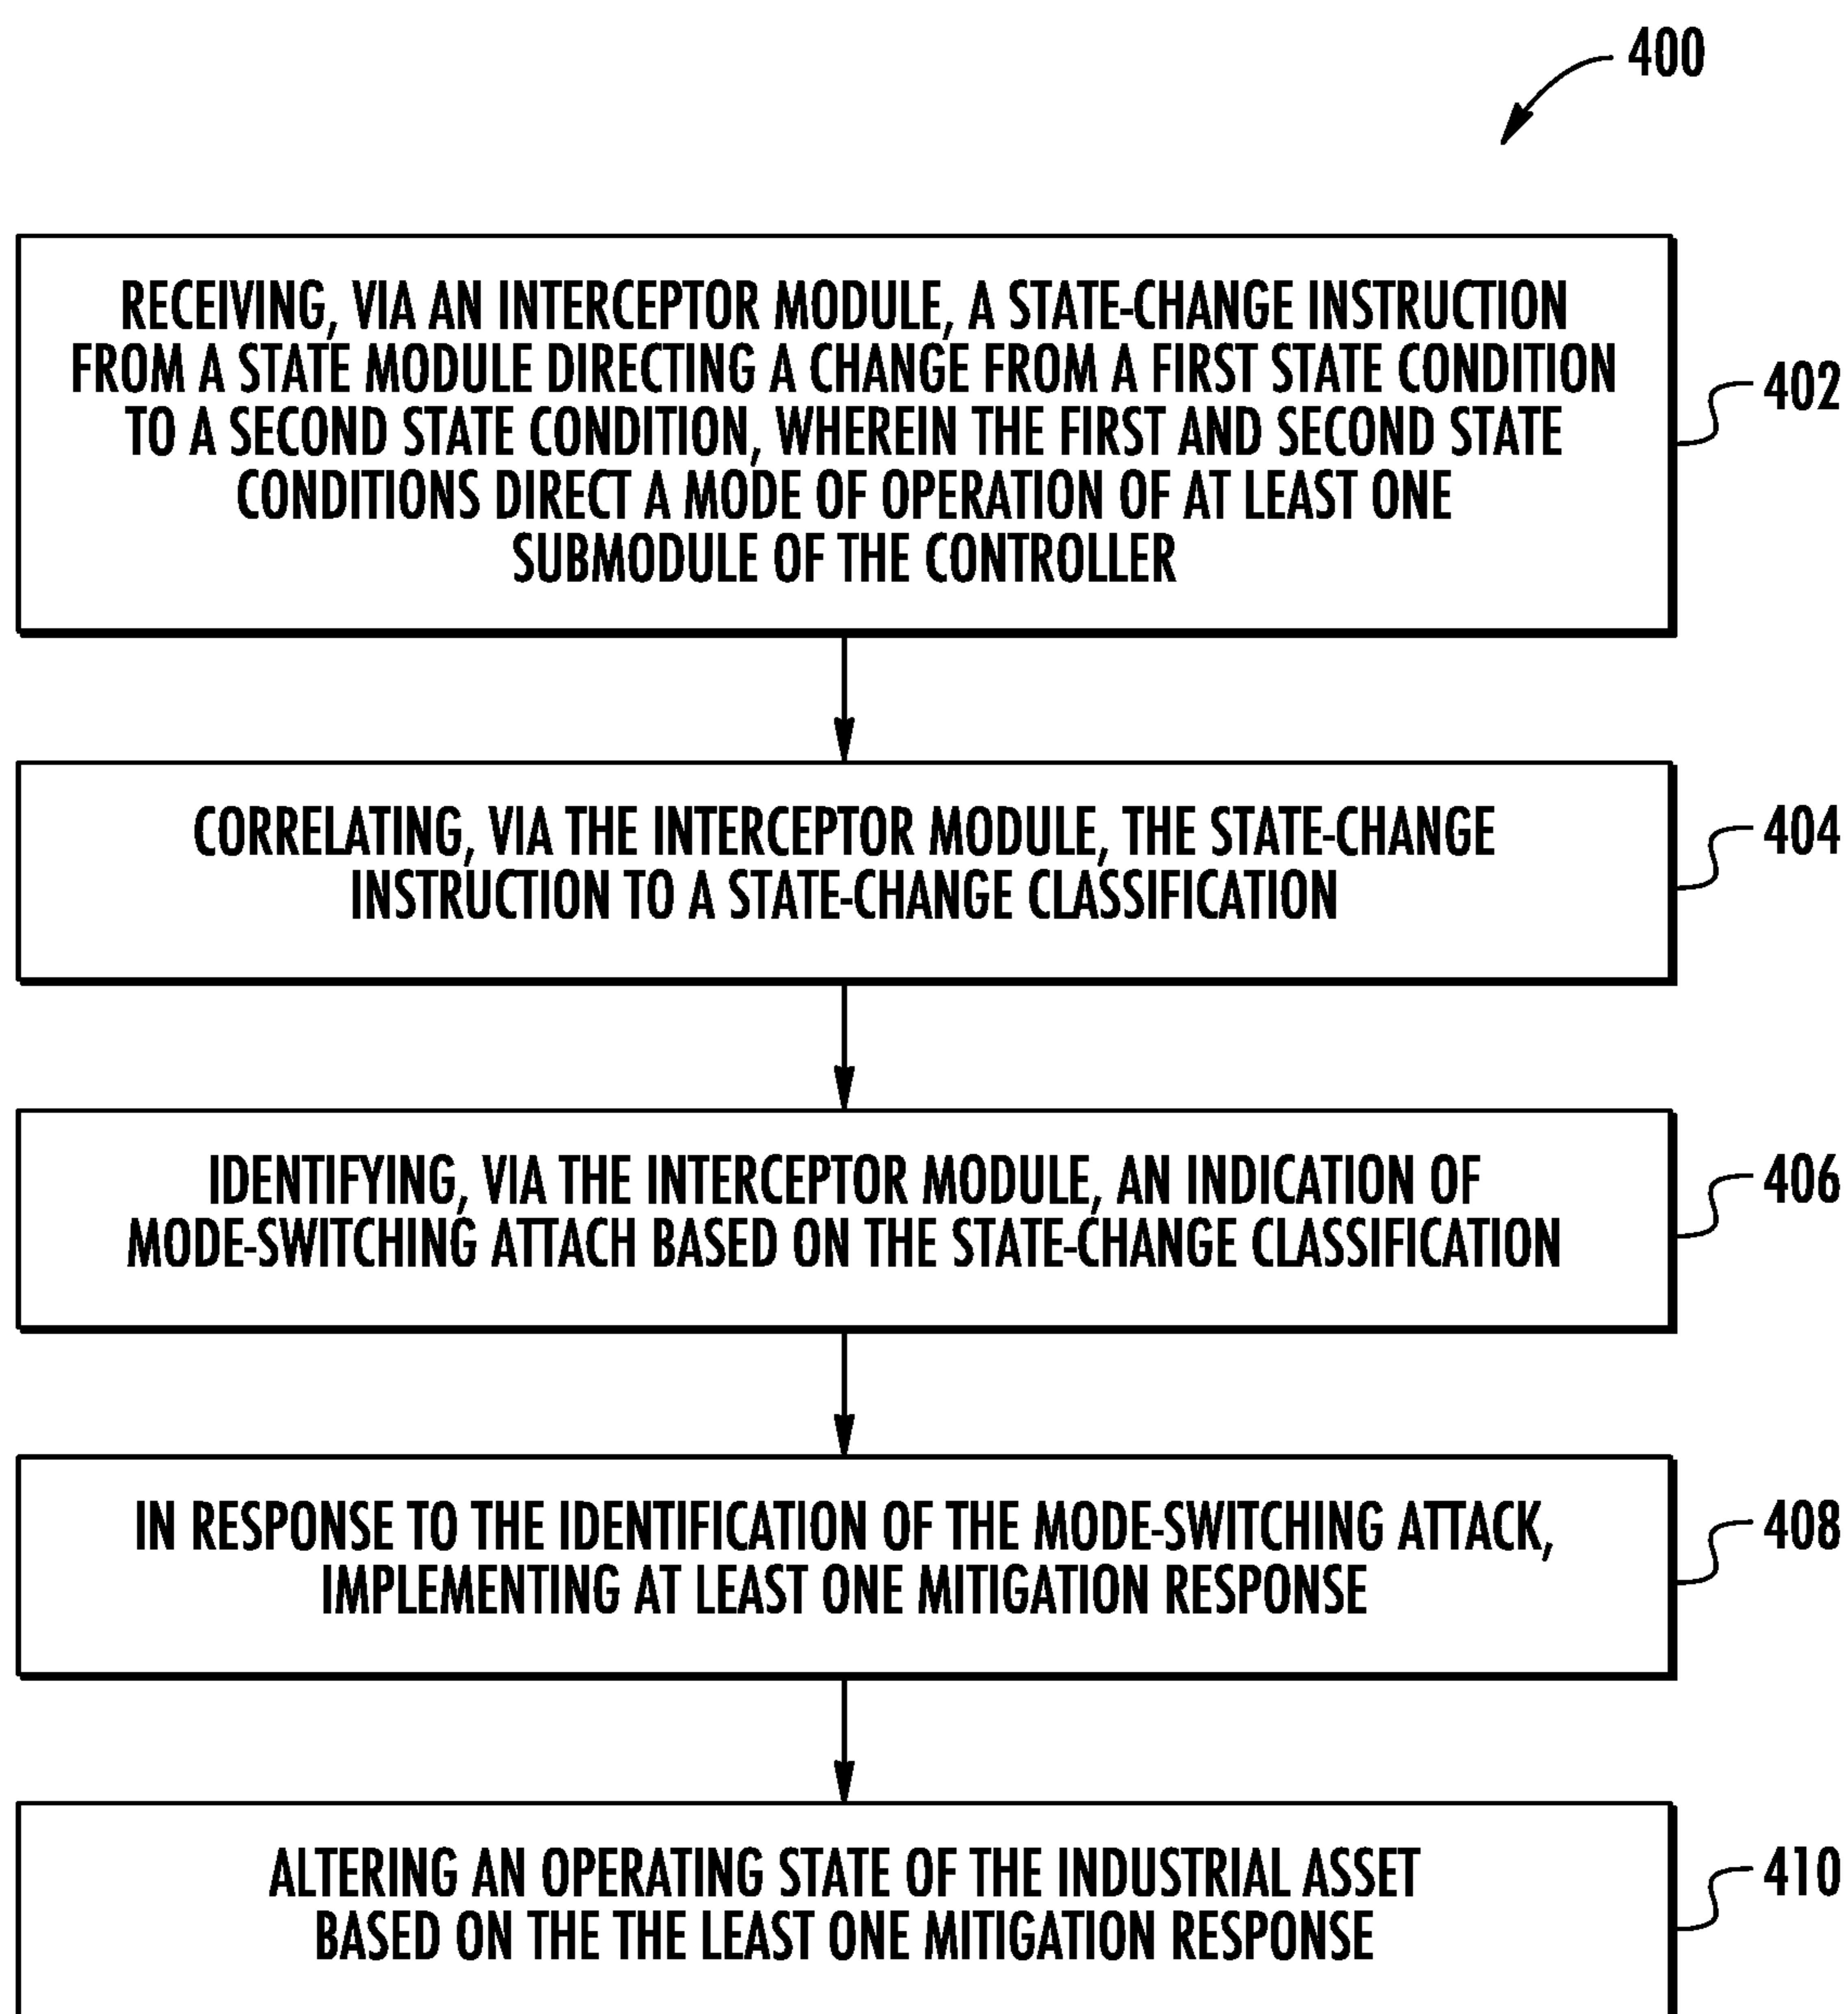 400
RECEIVING, VIA AN INTERCEPTOR MODULE, A STATE-CHANGE INSTRUCTION
FROM A STATE MODULE DIRECTING A CHANGE FROM A FIRST STATE CONDITION
TO A SECOND STATE CONDITION, WHEREIN THE FIRST AND SECOND STATE
CONDITIONS DIRECT A MODE OF OPERATION OF AT LEAST ONE
SUBMODULE OF THE CONTROLLER
402
CORRELATING, VIA THE INTERCEPTOR MODULE, THE STATE-CHANGE
INSTRUCTION TO A STATE-CHANGE CLASSIFICATION
404
IDENTIFYING, VIA THE INTERCEPTOR MODULE, AN INDICATION OF
MODE-SWITCHING ATTACH BASED ON THE STATE-CHANGE CLASSIFICATION
406
IN RESPONSE TO THE IDENTIFICATION OF THE MODE-SWITCHING ATTACK,
IMPLEMENTING AT LEAST ONE MITIGATION RESPONSE
408
ALTERING AN OPERATING STATE OF THE INDUSTRIAL ASSET
BASED ON THE THE LEAST ONE MITIGATION RESPONSE
410